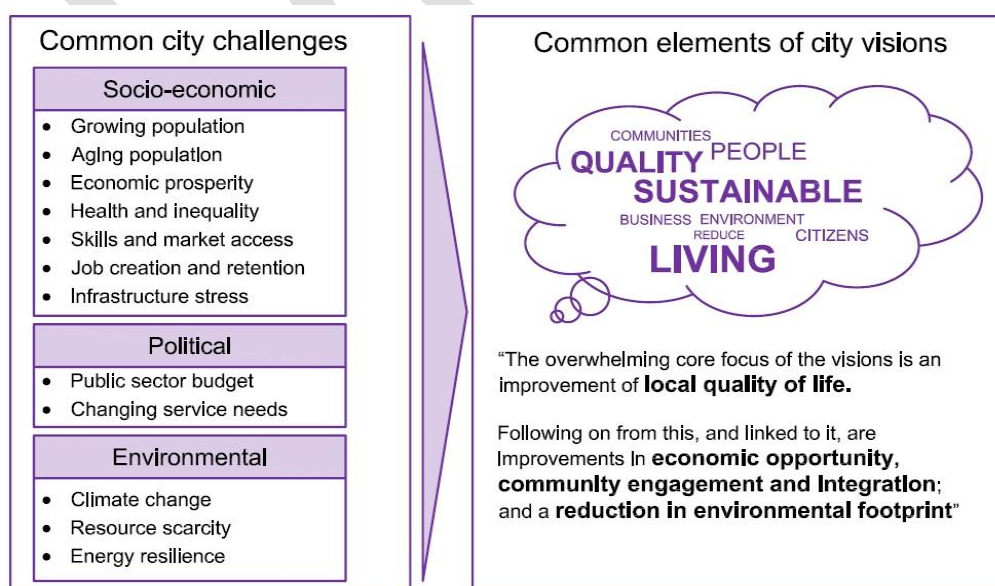 Common city challenges
Socio-economic
• Growing population
• Aging population
• Economic prosperity
• Health and inequality
• Skills and market access
• Job creation and retention
• Infrastructure stress
Political
• Public sector budget
• Changing service needs
Environmental
• Climate change
• Resource scarcity
• Energy resilience
Common elements of city visions
COMMUNITIES
QUALITY PEOPLE
SUSTAINABLE
BUSINESS ENVIRONMENT
REDUCE CITIZENS
LIVING
“The overwhelming core focus of the visions is an
improvement of local quality of life.
Following on from this, and linked to it, are
Improvements In economic opportunity,
community engagement and Integration;
and a reduction in environmental footprint”